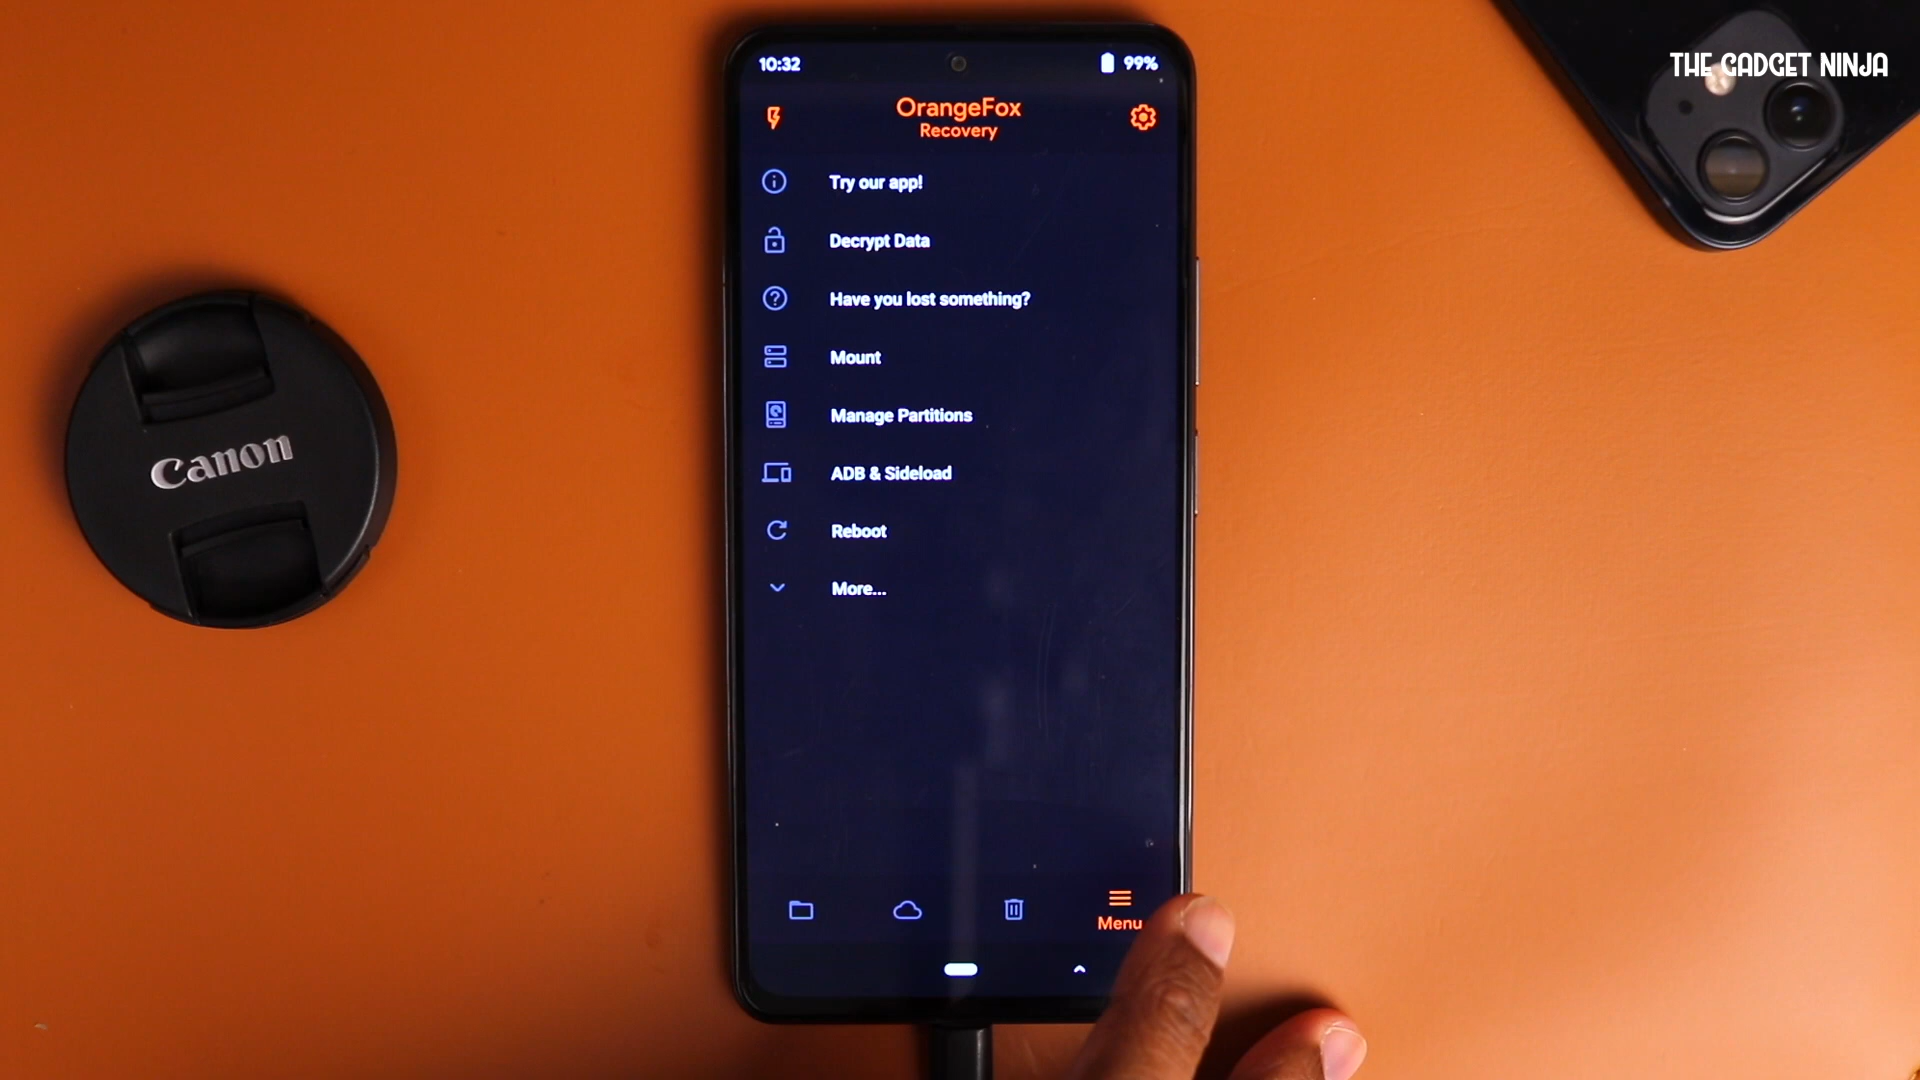 THE GADGET NINJA
10:32
99%
OrangeFox
Recovery
Try our app!
Decrypt Data
Have you lost something?
Mount
Manage Partitions
ADB & Sideload
Reboot
More...
Menu
Canon